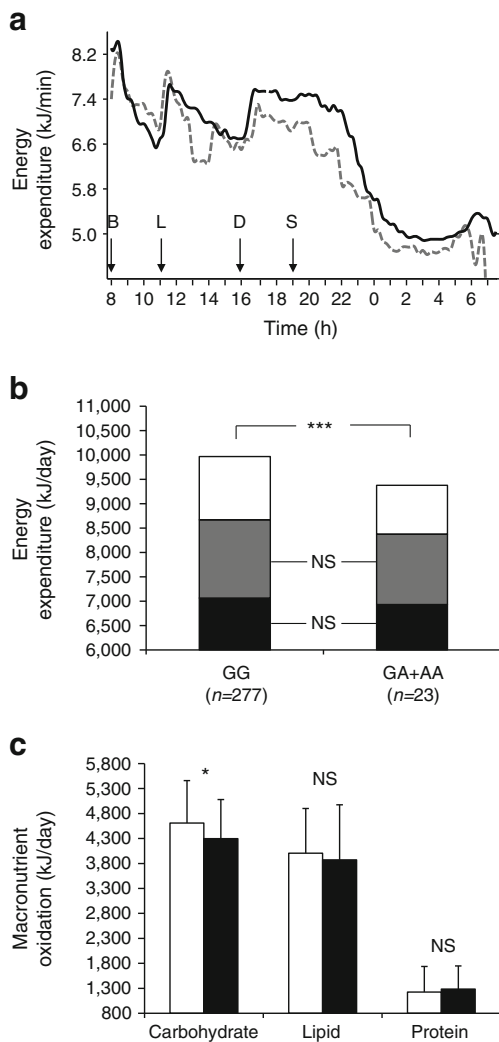 a
Energy
expenditure (kJ/min)
8.2
7.4
6.6
5.8
5.0
B L D S
8 10 12 14 16 18 20 22 0 2 4 6
Time (h)
b
Energy
expenditure (kJ/day)
11,000
10,500
10,000
9,500
9,000
8,500
8,000
7,500
7,000
6,500
6,000
***
NS
NS
GG
(n=277)
GA+AA
(n=23)
c
Macronutrient
oxidation (kJ/day)
5,800
4,800
4,300
3,800
3,300
2,800
2,300
1,800
1,300
800
*
NS
NS
Carbohydrate Lipid Protein